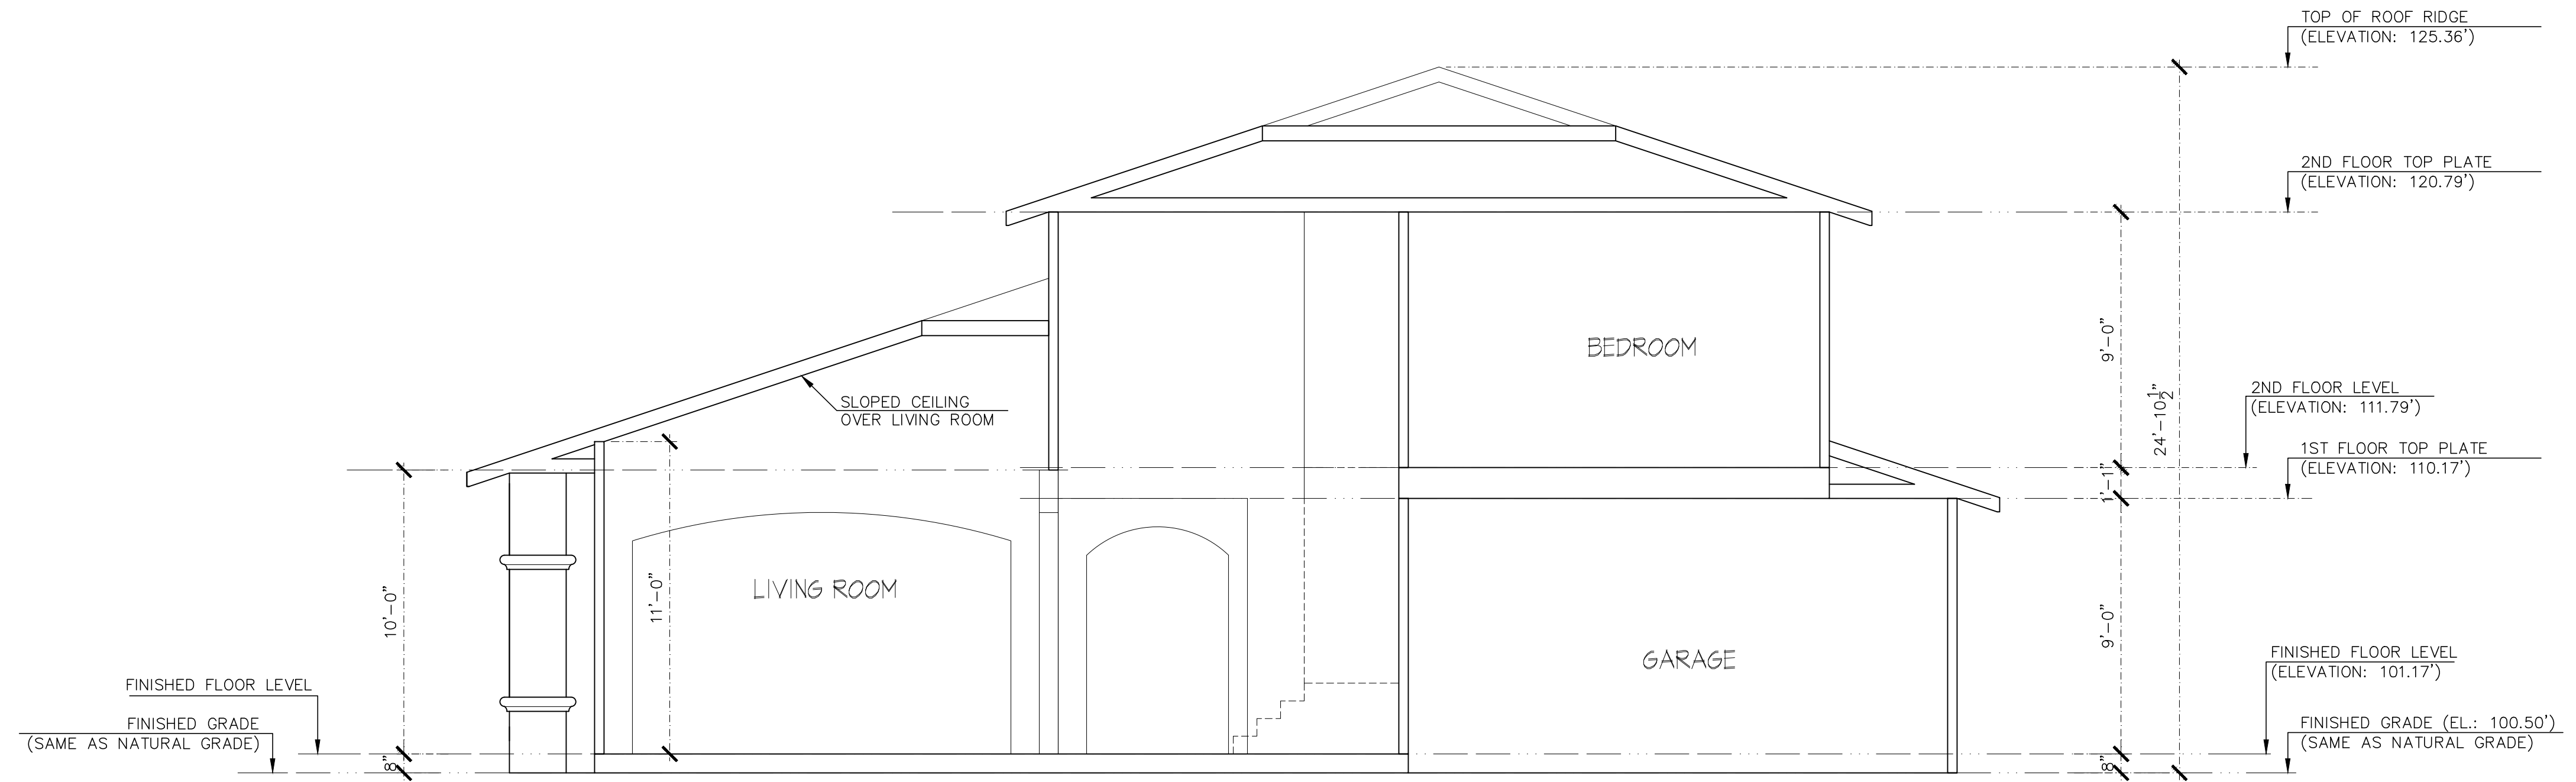 TOP OF ROOF RIDGE
(ELEVATION: 125.36')
2ND FLOOR TOP PLATE
(ELEVATION: 120.79')
9'-0"
BEDROOM
24'-10 1/2"
2ND FLOOR LEVEL
(ELEVATION: 111.79')
SLOPED CEILING
OVER LIVING ROOM
1ST FLOOR TOP PLATE
(ELEVATION: 110.17')
1'-1"
10'-0"
11'-0"
LIVING ROOM
9'-0"
GARAGE
FINISHED FLOOR LEVEL
(ELEVATION: 101.17')
FINISHED FLOOR LEVEL
FINISHED GRADE
(SAME AS NATURAL GRADE)
8"
8"
FINISHED GRADE (EL.: 100.50')
(SAME AS NATURAL GRADE)